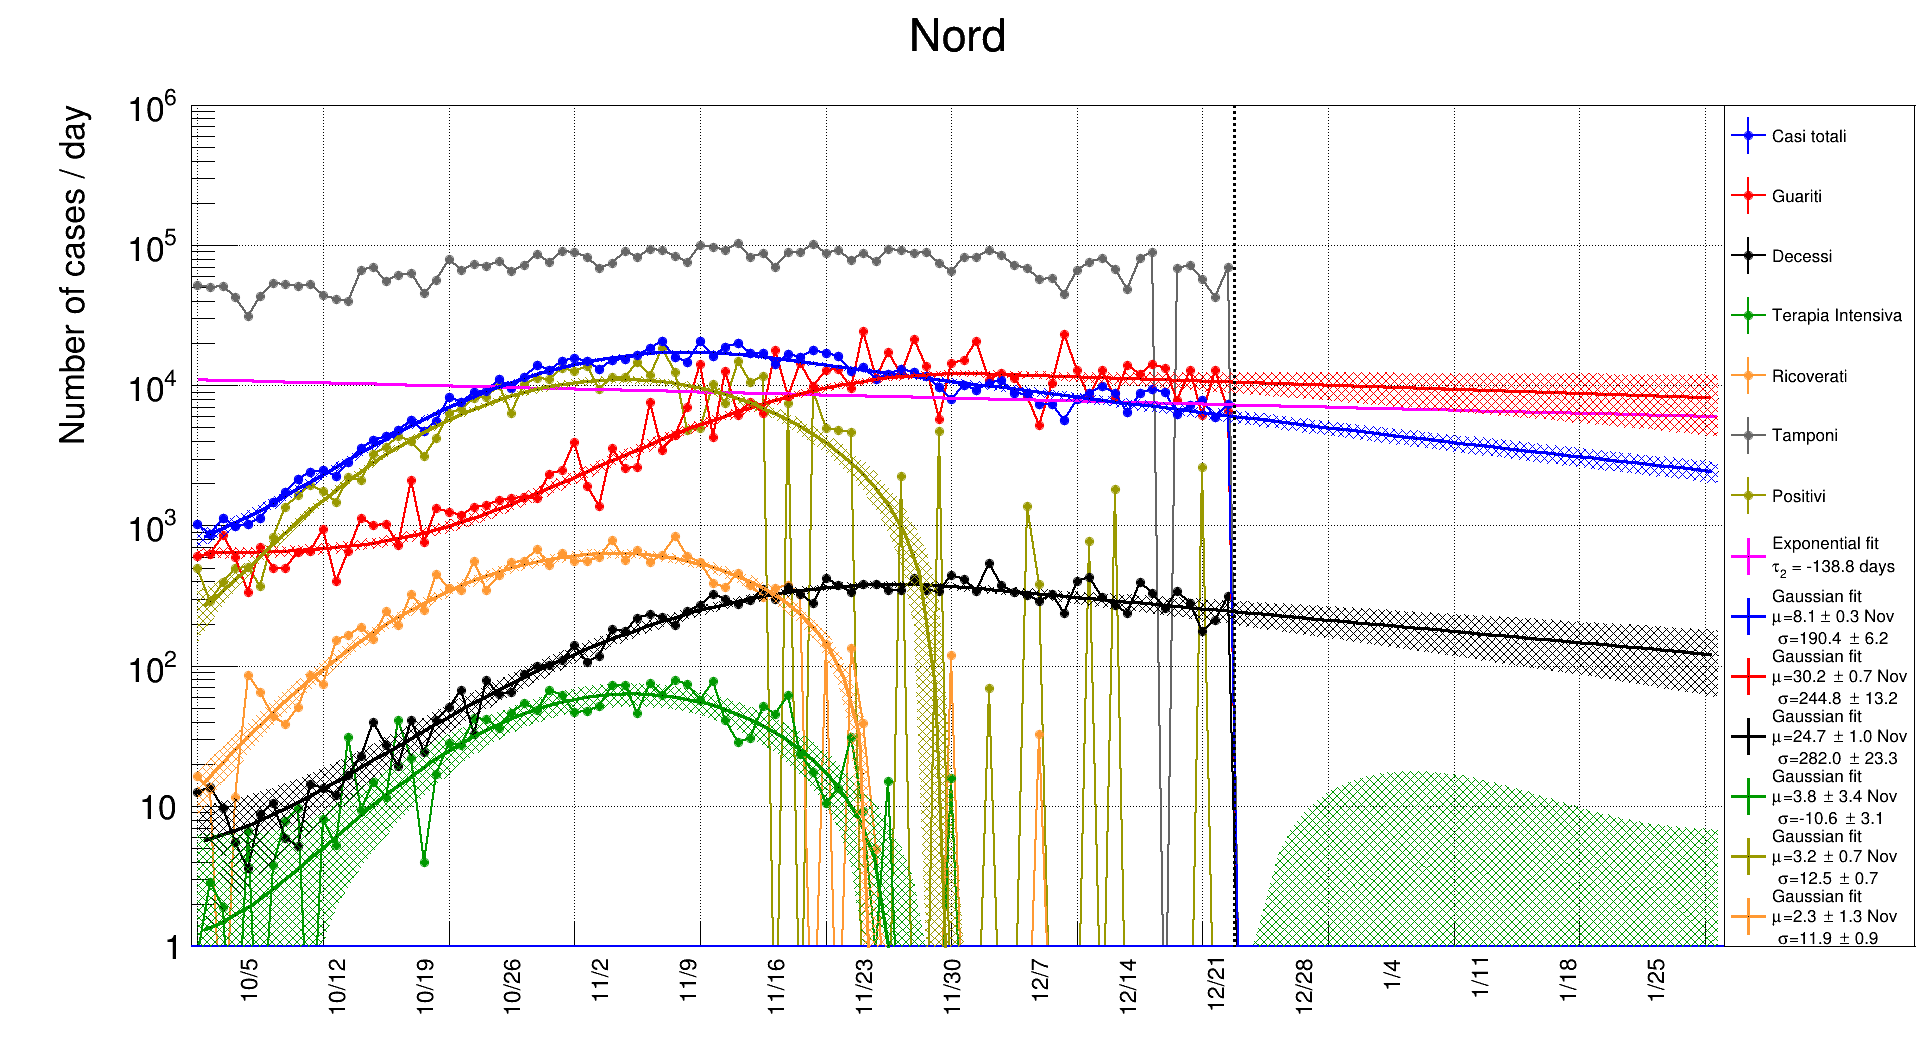 Nord
Number of cases / day
10^6
10^5
10^4
10^3
10^2
10
1
10/5
10/12
10/19
10/26
11/2
11/9
11/16
11/23
11/30
12/7
12/14
12/21
12/28
1/4
1/11
1/18
1/25
Casi totali
Guariti
Decessi
Terapia Intensiva
Ricoverati
Tamponi
Positivi
Exponential fit
τ₂ = -138.8 days
Gaussian fit
μ=8.1 ± 0.3 Nov
σ=190.4 ± 6.2
Gaussian fit
μ=30.2 ± 0.7 Nov
σ=244.8 ± 13.2
Gaussian fit
μ=24.7 ± 1.0 Nov
σ=282.0 ± 23.3
Gaussian fit
μ=3.8 ± 3.4 Nov
σ=-10.6 ± 3.1
Gaussian fit
μ=3.2 ± 0.7 Nov
σ=12.5 ± 0.7
Gaussian fit
μ=2.3 ± 1.3 Nov
σ=11.9 ± 0.9